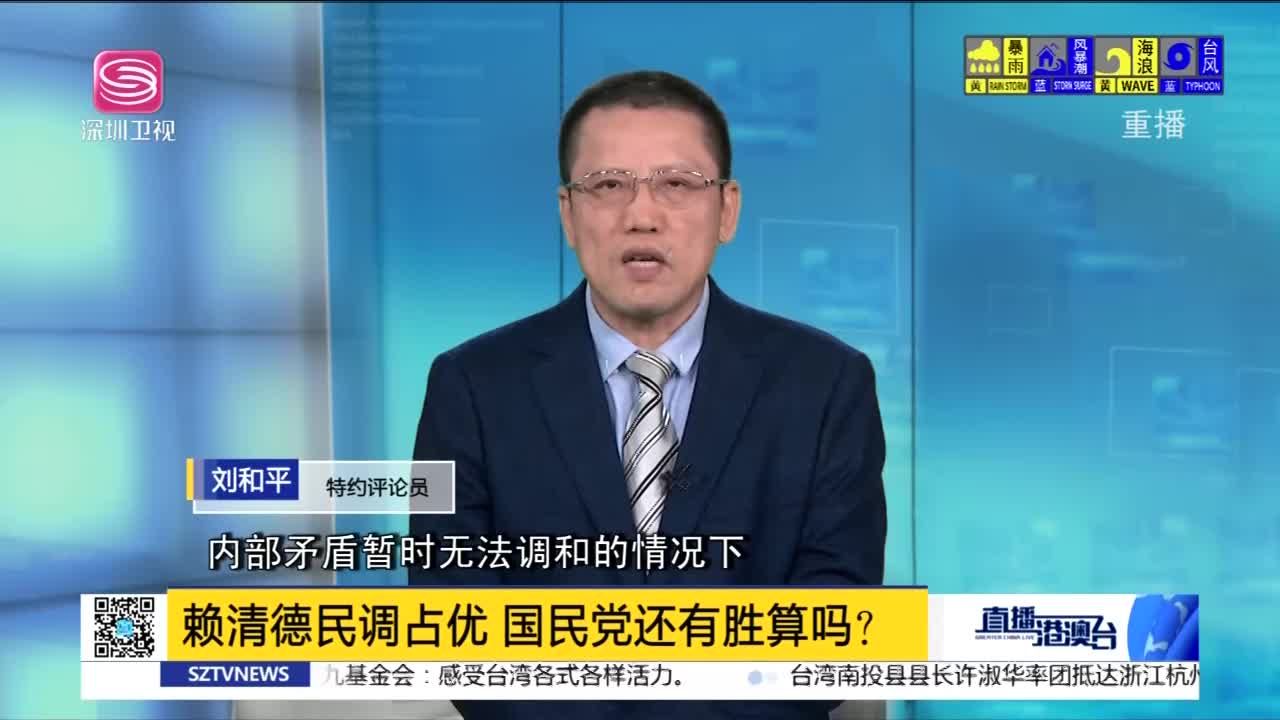 深圳卫视
暴雨
黄 RAIN STORM
风暴潮
蓝 STORM SURGE
海浪
黄 WAVE
台风
蓝 TYPHOON
重播
刘和平 特约评论员
内部矛盾暂时无法调和的情况下
赖清德民调占优 国民党还有胜算吗?
直播港澳台
GREATER CHINA LIVE
SZTVNEWS 九基金会：感受台湾各式各样活力。 台湾南投县县长许淑华率团抵达浙江杭州